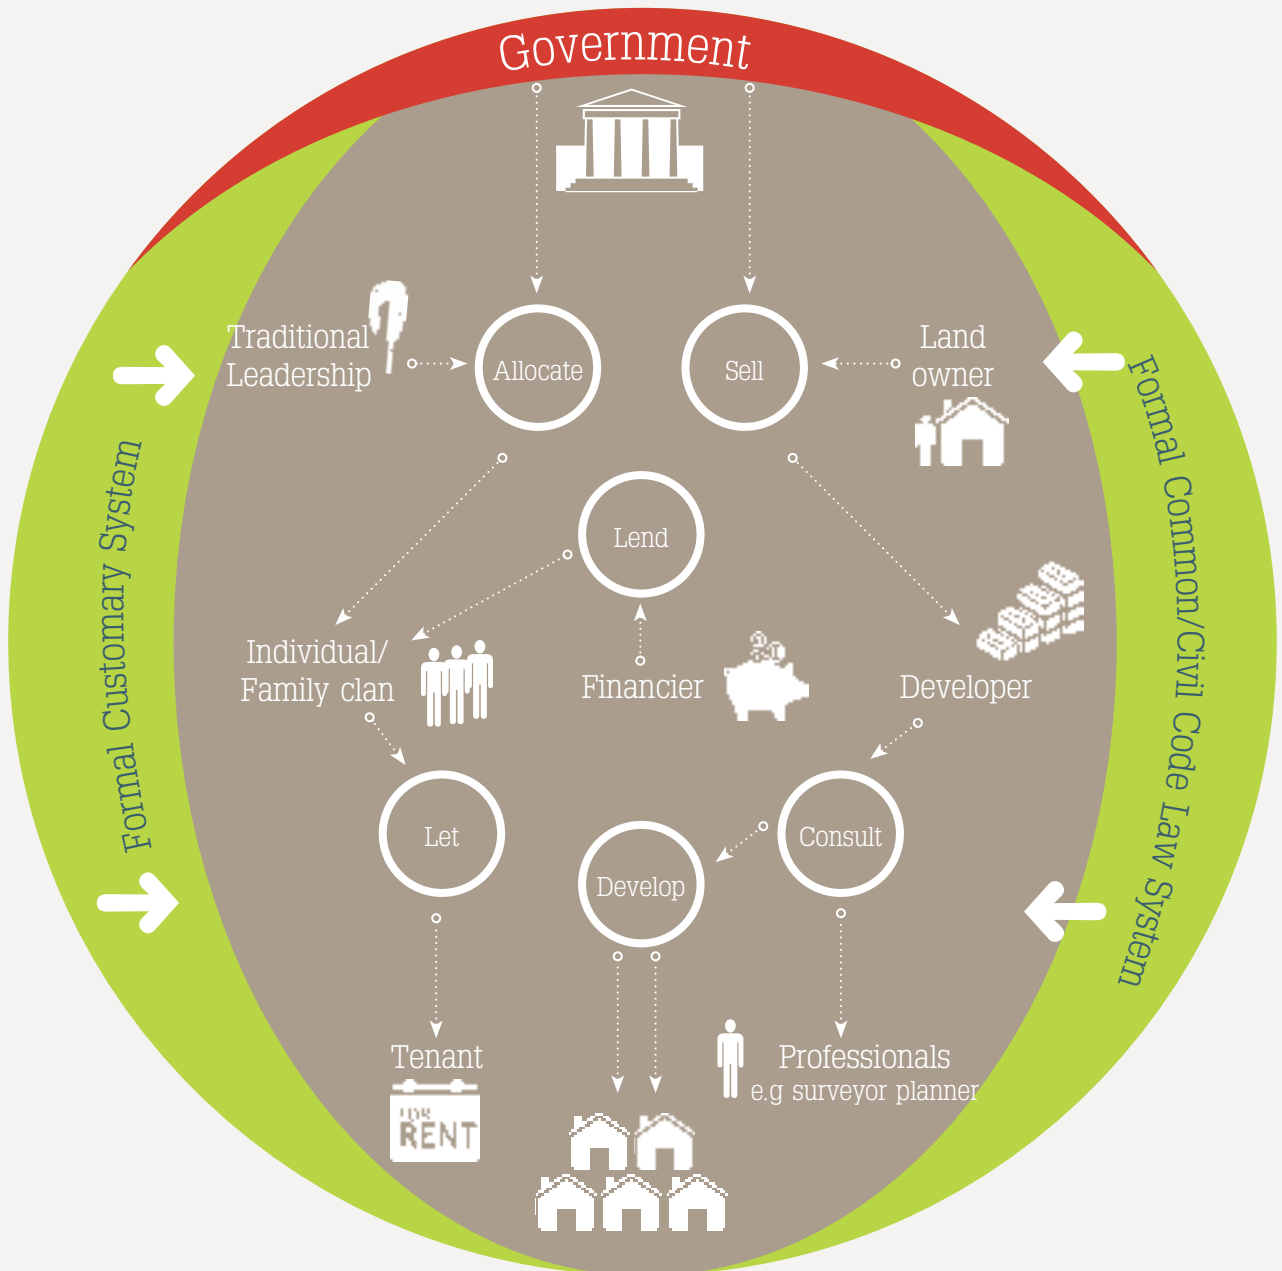 Government
Traditional
Leadership
Allocate
Sell
Land
owner
Formal Customary System
Formal Common/Civil Code Law System
Lend
Individual/
Family clan
Financier
Developer
Let
Develop
Consult
Tenant
FOR
RENT
Professionals
e.g surveyor planner